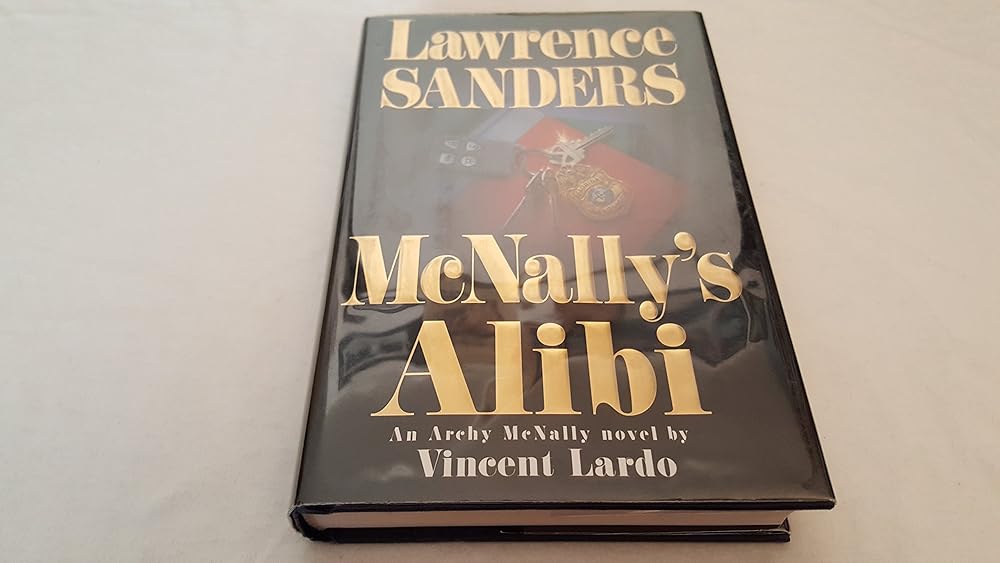 Lawrence
SANDERS
McNally's
Alibi
An Archy McNally novel by
Vincent Lardo